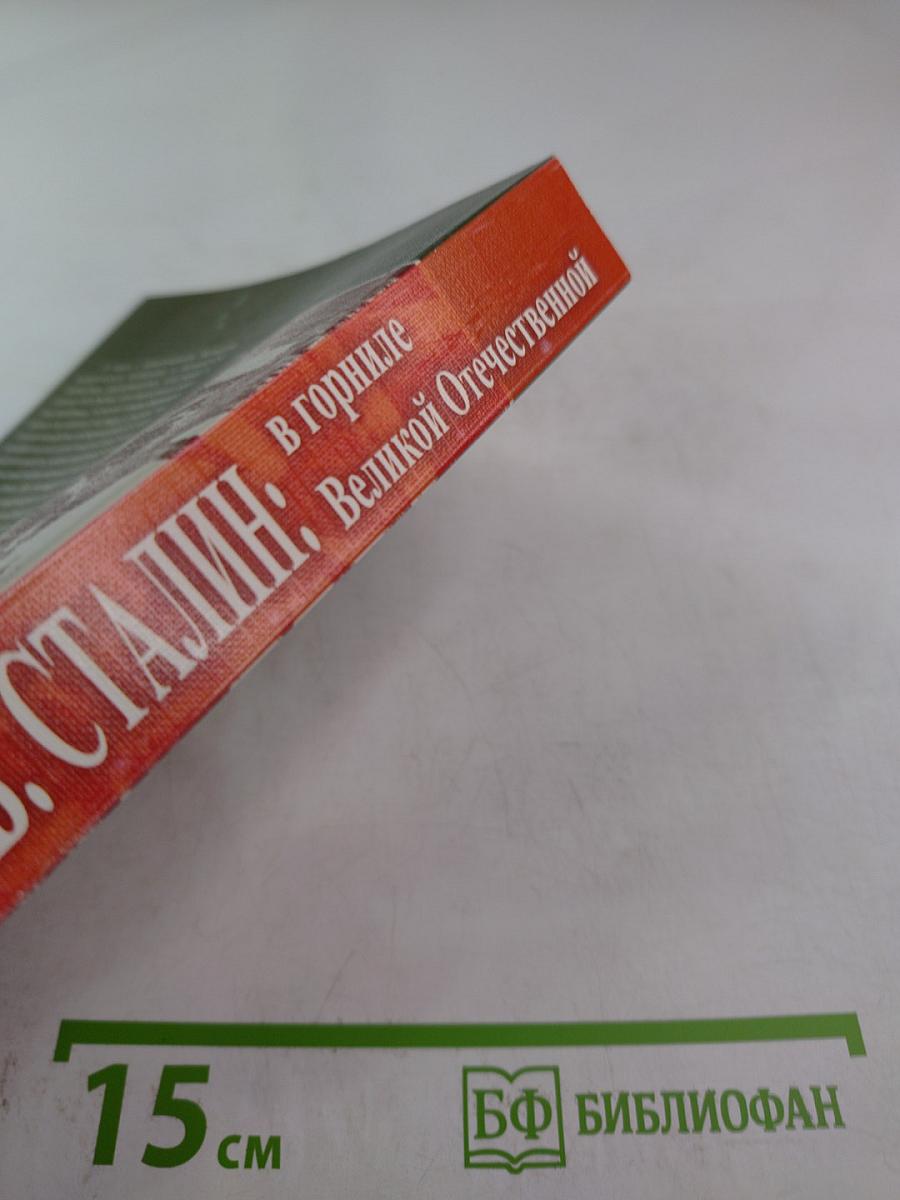 В. СТАЛИН:
в горниле
Великой Отечественной
15 см
БФ БИБЛИОФАН